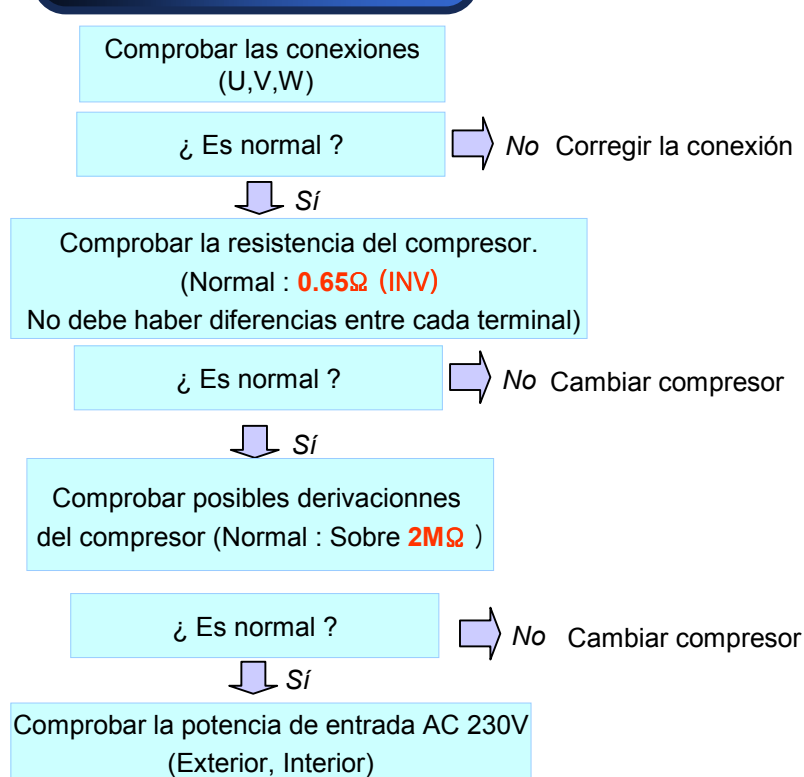 Comprobar las conexiones
(U,V,W)
¿ Es normal ?
No Corregir la conexión
Sí
Comprobar la resistencia del compresor.
(Normal : 0.65Ω (INV)
No debe haber diferencias entre cada terminal)
¿ Es normal ?
No Cambiar compresor
Sí
Comprobar posibles derivacionnes
del compresor (Normal : Sobre 2MΩ )
¿ Es normal ?
No Cambiar compresor
Sí
Comprobar la potencia de entrada AC 230V
(Exterior, Interior)